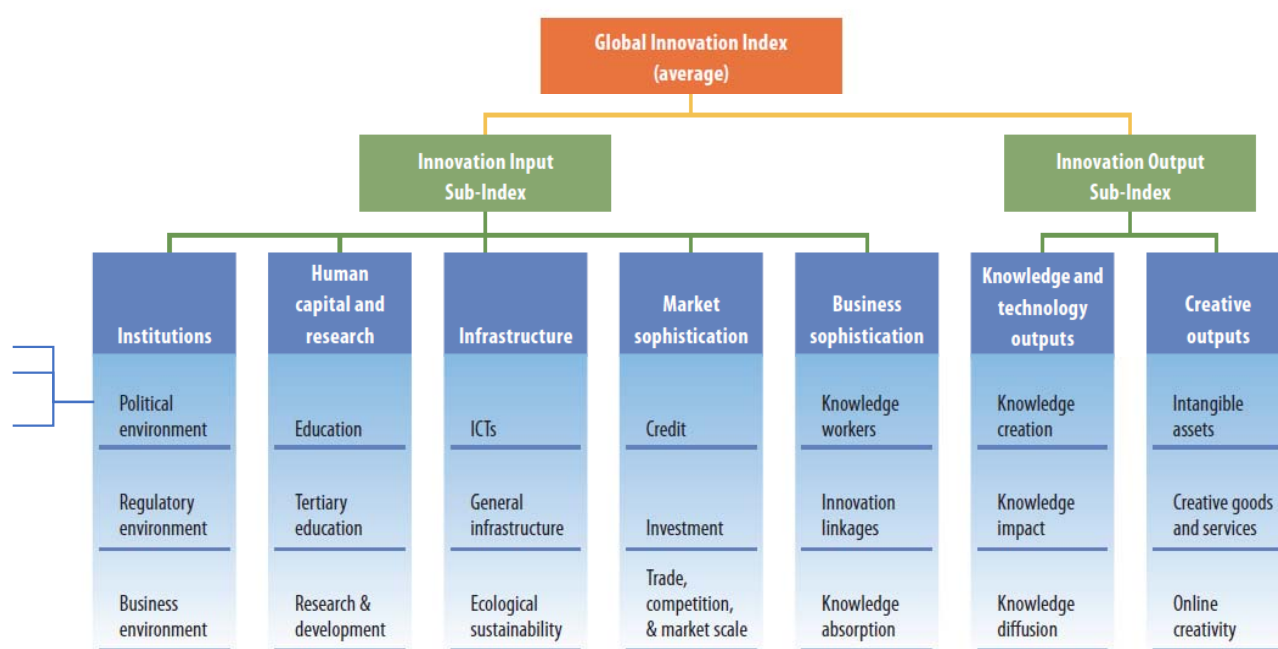 Global Innovation Index
(average)
Innovation Input
Sub-Index
Innovation Output
Sub-Index
Institutions
Human
capital and
research
Infrastructure
Market
sophistication
Business
sophistication
Knowledge and
technology
outputs
Creative
outputs
Political
environment
Education
ICTs
Credit
Knowledge
workers
Knowledge
creation
Intangible
assets
Regulatory
environment
Tertiary
education
General
infrastructure
Investment
Innovation
linkages
Knowledge
impact
Creative goods
and services
Business
environment
Research &
development
Ecological
sustainability
Trade,
competition,
& market scale
Knowledge
absorption
Knowledge
diffusion
Online
creativity